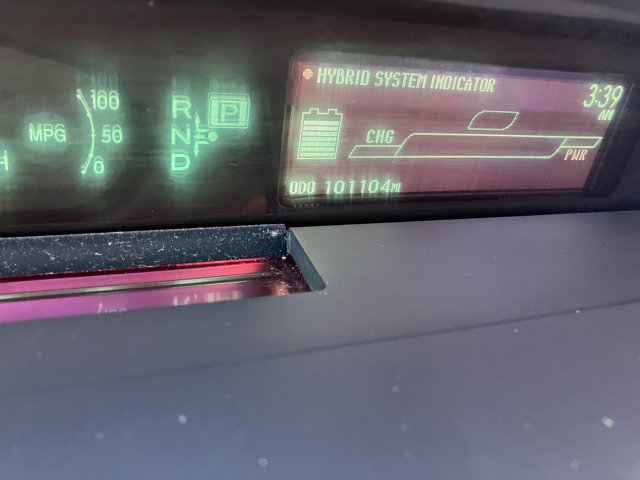 100
MPG
50
0
H
R
P
N
D
HYBRID SYSTEM INDICATOR
3:39
AM
CHG
PWR
ODO 101104MI